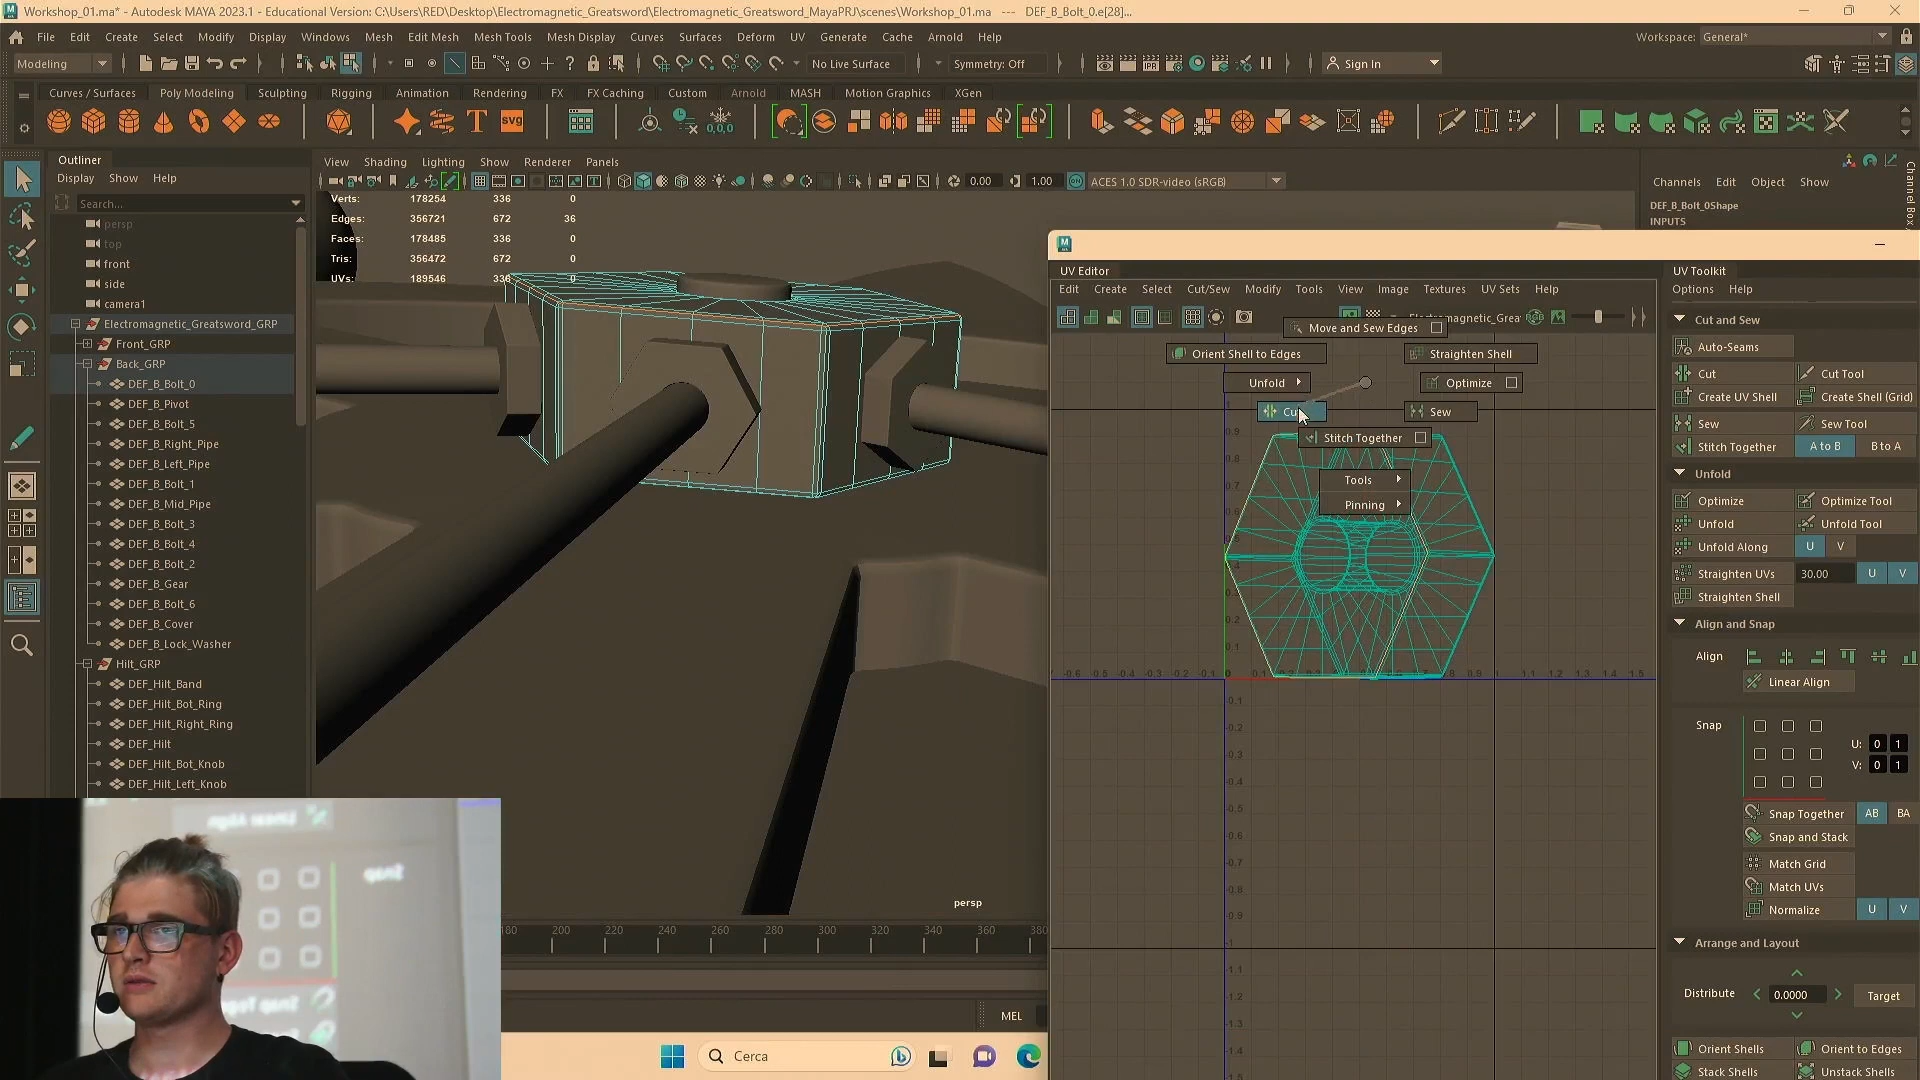 Workshop_01.ma* - Autodesk MAYA 2023.1 - Educational Version: C:\Users\RED\Desktop\Electromagnetic_Greatsword\Electromagnetic_Greatsword_MayaPRJ\scenes\Workshop_01.ma --- DEF_B_Bolt_0.e[28]...
File Edit Create Select Modify Display Windows Mesh Edit Mesh Mesh Tools Mesh Display Curves Surfaces Deform UV Generate Cache Arnold Help
Workspace: General*
Modeling
No Live Surface
Symmetry: Off
Sign In
Curves / Surfaces Poly Modeling Sculpting Rigging Animation Rendering FX FX Caching Custom Arnold MASH Motion Graphics XGen
T svg 0,0,0
Outliner
Display Show Help
Search...
persp
top
front
side
camera1
Electromagnetic_Greatsword_GRP
Front_GRP
Back_GRP
DEF_B_Bolt_0
DEF_B_Pivot
DEF_B_Bolt_5
DEF_B_Right_Pipe
DEF_B_Left_Pipe
DEF_B_Bolt_1
DEF_B_Mid_Pipe
DEF_B_Bolt_3
DEF_B_Bolt_4
DEF_B_Bolt_2
DEF_B_Gear
DEF_B_Bolt_6
DEF_B_Cover
DEF_B_Lock_Washer
Hilt_GRP
DEF_Hilt_Band
DEF_Hilt_Bot_Ring
DEF_Hilt_Right_Ring
DEF_Hilt
DEF_Hilt_Bot_Knob
DEF_Hilt_Left_Knob
View Shading Lighting Show Renderer Panels
0.00 1.00 ACES 1.0 SDR-video (sRGB)
Verts: 178254 336 0
Edges: 356721 672 36
Faces: 178485 336 0
Tris: 356472 672 0
UVs: 189546 336 0
persp
180 200 220 240 260 280 300 320 340 360 380
MEL
Cerca
Channels Edit Object Show
DEF_B_Bolt_0Shape
INPUTS
UV Editor
Edit Create Select Cut/Sew Modify Tools View Image Textures UV Sets Help
Move and Sew Edges
Orient Shell to Edges
Straighten Shell
Unfold
Optimize
Sew
Stitch Together
Tools
Pinning
UV Toolkit
Options Help
Cut and Sew
Auto-Seams
Cut Cut Tool
Create UV Shell Create Shell (Grid)
Sew Sew Tool
Stitch Together A to B B to A
Unfold
Optimize Optimize Tool
Unfold Unfold Tool
Unfold Along U V
Straighten UVs 30.00 U V
Straighten Shell
Align and Snap
Align
Linear Align
Snap
U: 0 1
V: 0 1
Snap Together AB BA
Snap and Stack
Match Grid
Match UVs
Normalize U V
Arrange and Layout
Distribute 0.0000 Target
Orient Shells Orient to Edges
Stack Shells Unstack Shells